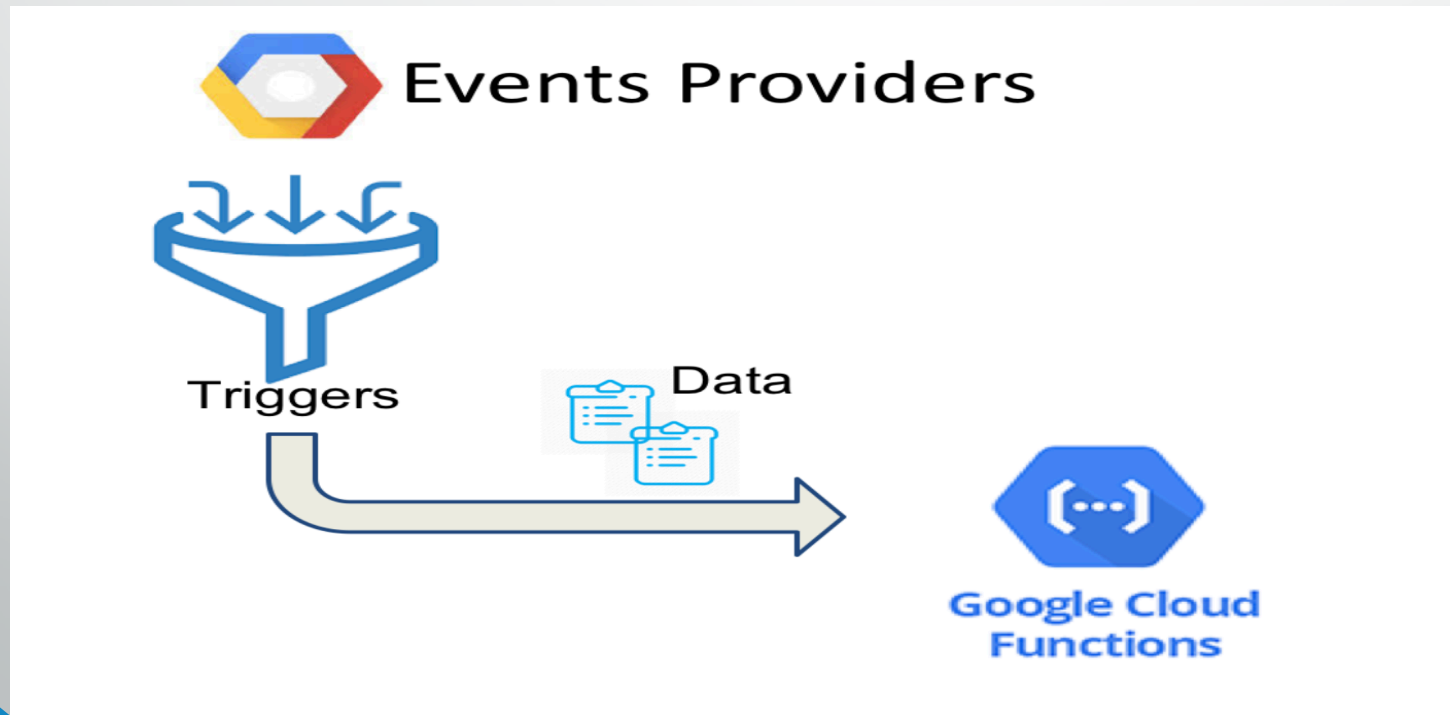 Events Providers
Triggers
Data
Google Cloud
Functions